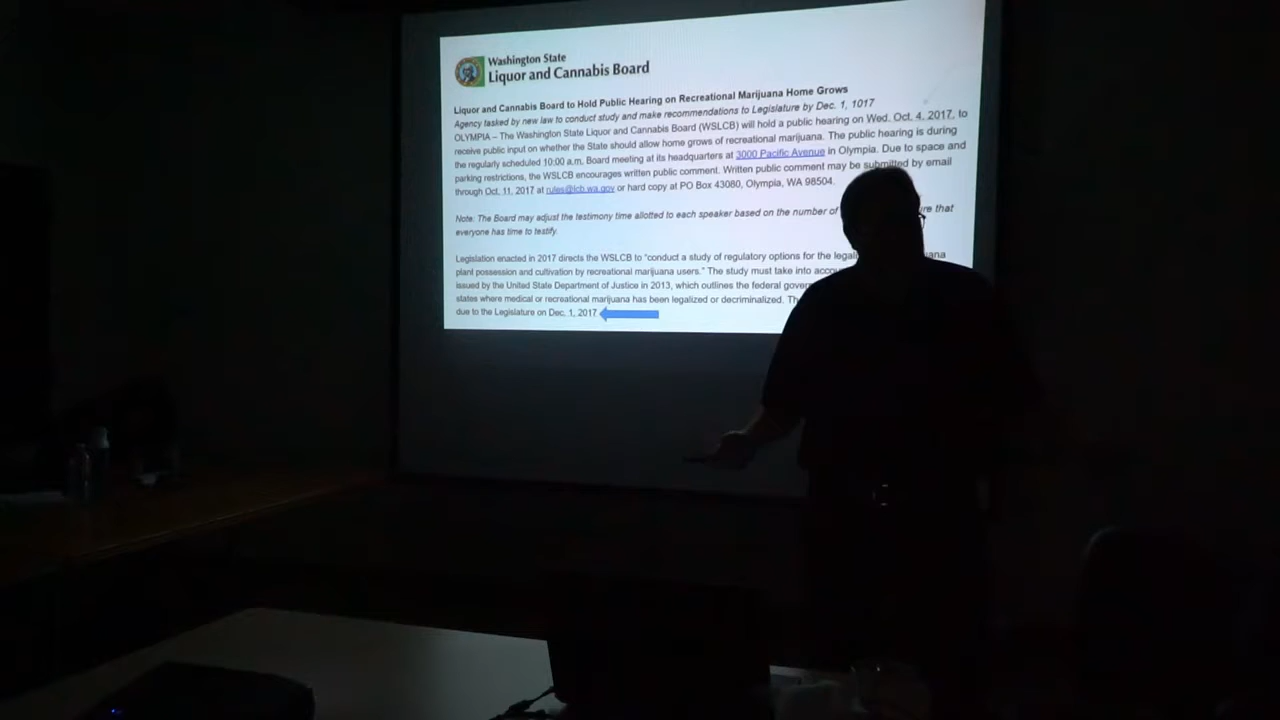 Washington State
Liquor and Cannabis Board
Liquor and Cannabis Board to Hold Public Hearing on Recreational Marijuana Home Grows
Agency tasked by new law to conduct study and make recommendations to Legislature by Dec. 1, 1017
OLYMPIA – The Washington State Liquor and Cannabis Board (WSLCB) will hold a public hearing on Wed. Oct. 4, 2017, to
receive public input on whether the State should allow home grows of recreational marijuana. The public hearing is during
the regularly scheduled 10:00 a.m. Board meeting at its headquarters at 3000 Pacific Avenue in Olympia. Due to space and
parking restrictions, the WSLCB encourages written public comment. Written public comment may be submitted by email
through Oct. 11, 2017 at rules@lcb.wa.gov or hard copy at PO Box 43080, Olympia, WA 98504.
Note: The Board may adjust the testimony time allotted to each speaker based on the number of that
everyone has time to testify.
Legislation enacted in 2017 directs the WSLCB to "conduct a study of regulatory options for the
plant possession and cultivation by recreational marijuana users." The study must take into
issued by the United State Department of Justice in 2013, which outlines the federal
states where medical or recreational marijuana has been legalized or decriminalized.
due to the Legislature on Dec. 1, 2017